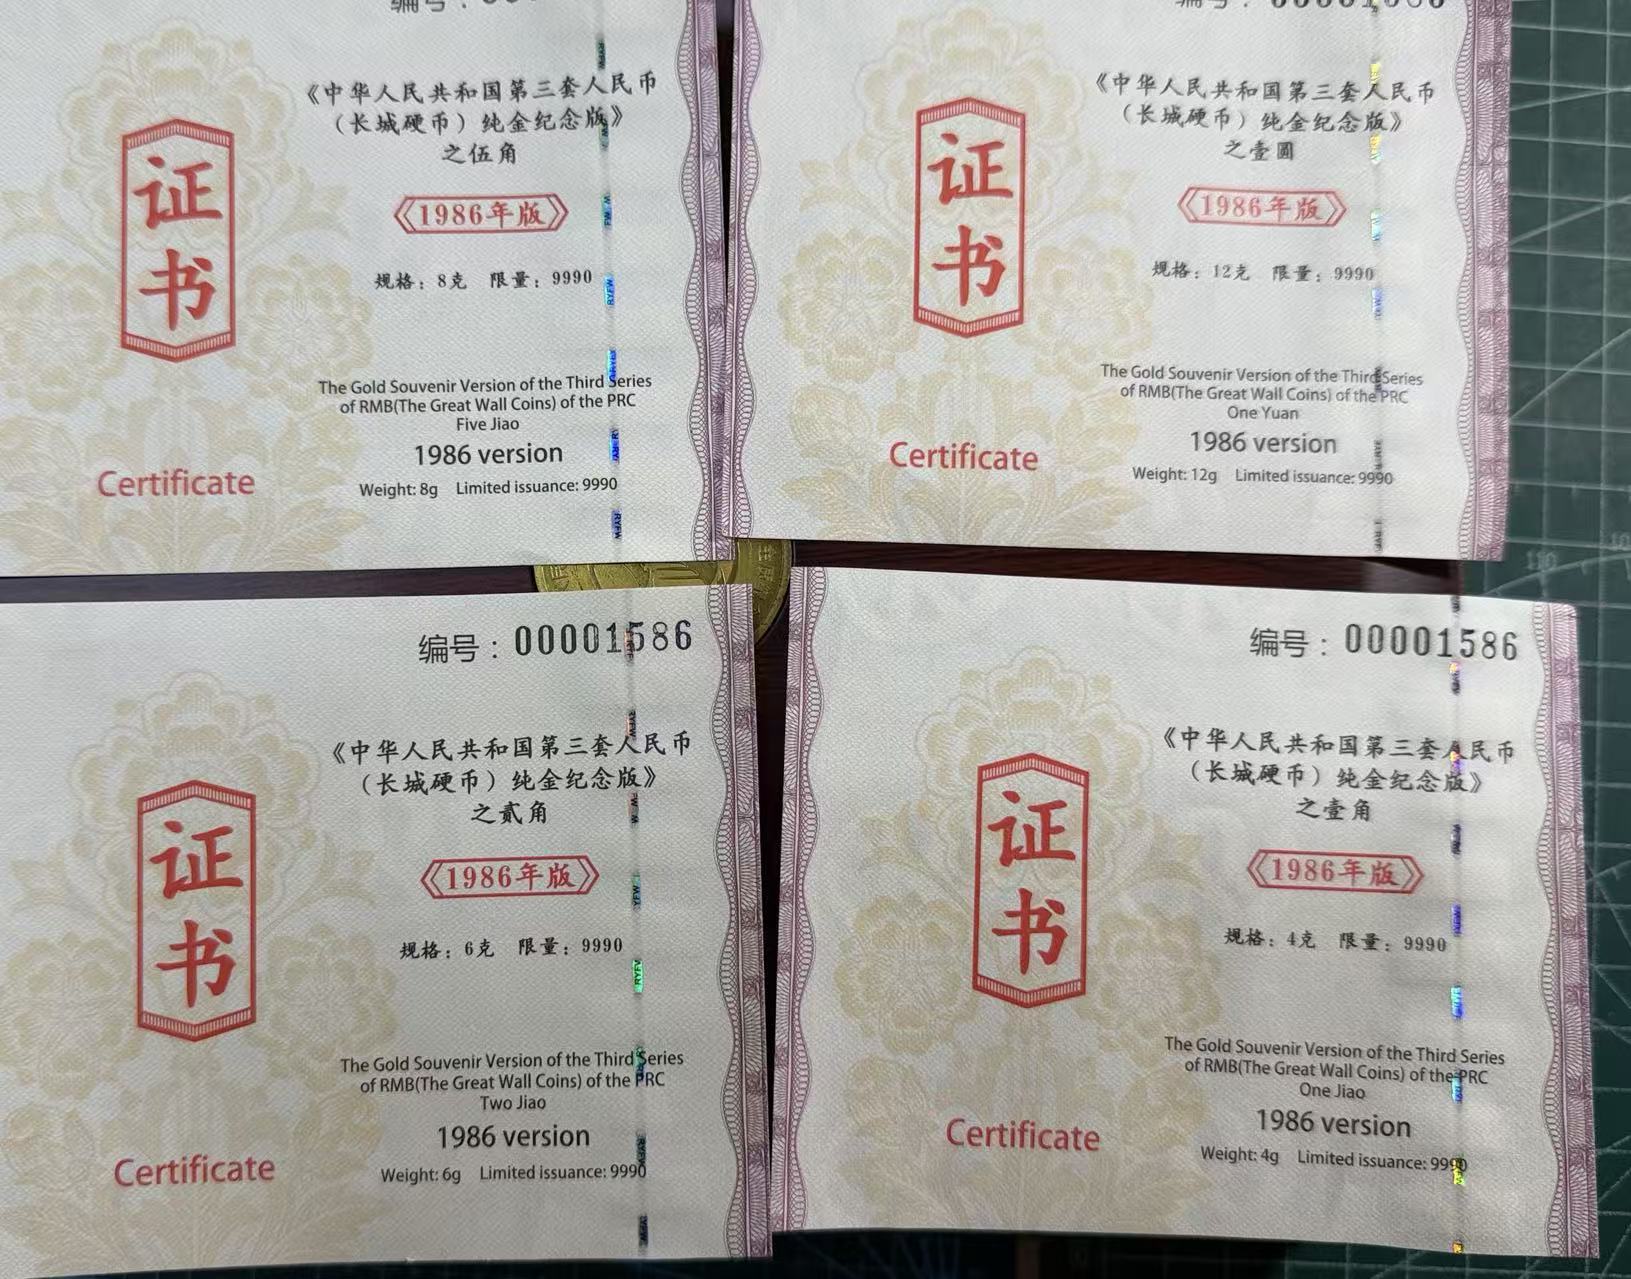 编号：
编号：00001586
《中华人民共和国第三套人民币
（长城硬币）纯金纪念版》
之伍角
证书
《1986年版》
规格：8克 限量：9990
The Gold Souvenir Version of the Third Series
of RMB(The Great Wall Coins) of the PRC
Five Jiao
1986 version
Certificate
Weight: 8g Limited issuance: 9990
《中华人民共和国第三套人民币
（长城硬币）纯金纪念版》
之壹圆
证书
《1986年版》
规格：12克 限量：9990
The Gold Souvenir Version of the Third Series
of RMB(The Great Wall Coins) of the PRC
One Yuan
1986 version
Certificate
Weight: 12g Limited issuance: 9990
编号：00001586
《中华人民共和国第三套人民币
（长城硬币）纯金纪念版》
之贰角
证书
《1986年版》
规格：6克 限量：9990
The Gold Souvenir Version of the Third Series
of RMB(The Great Wall Coins) of the PRC
Two Jiao
1986 version
Certificate
Weight: 6g Limited issuance: 9990
编号：00001586
《中华人民共和国第三套人民币
（长城硬币）纯金纪念版》
之壹角
证书
《1986年版》
规格：4克 限量：9990
The Gold Souvenir Version of the Third Series
of RMB(The Great Wall Coins) of the PRC
One Jiao
1986 version
Certificate
Weight: 4g Limited issuance: 9990